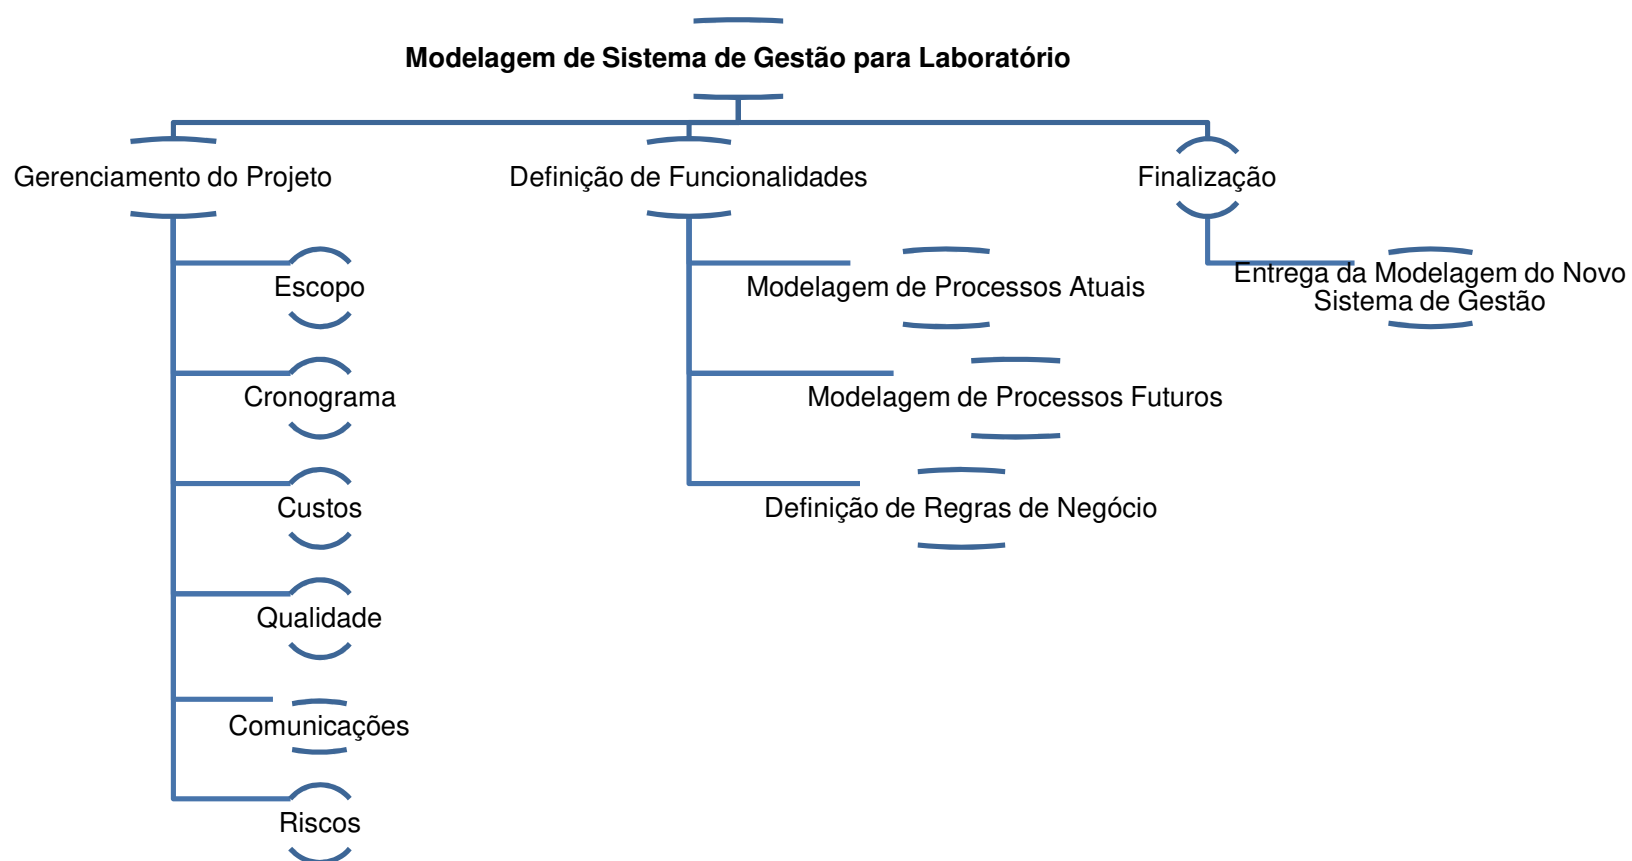 Modelagem de Sistema de Gestão para Laboratório
Gerenciamento do Projeto
Definição de Funcionalidades
Finalização
Escopo
Cronograma
Custos
Qualidade
Comunicações
Riscos
Modelagem de Processos Atuais
Modelagem de Processos Futuros
Definição de Regras de Negócio
Entrega da Modelagem do Novo
Sistema de Gestão